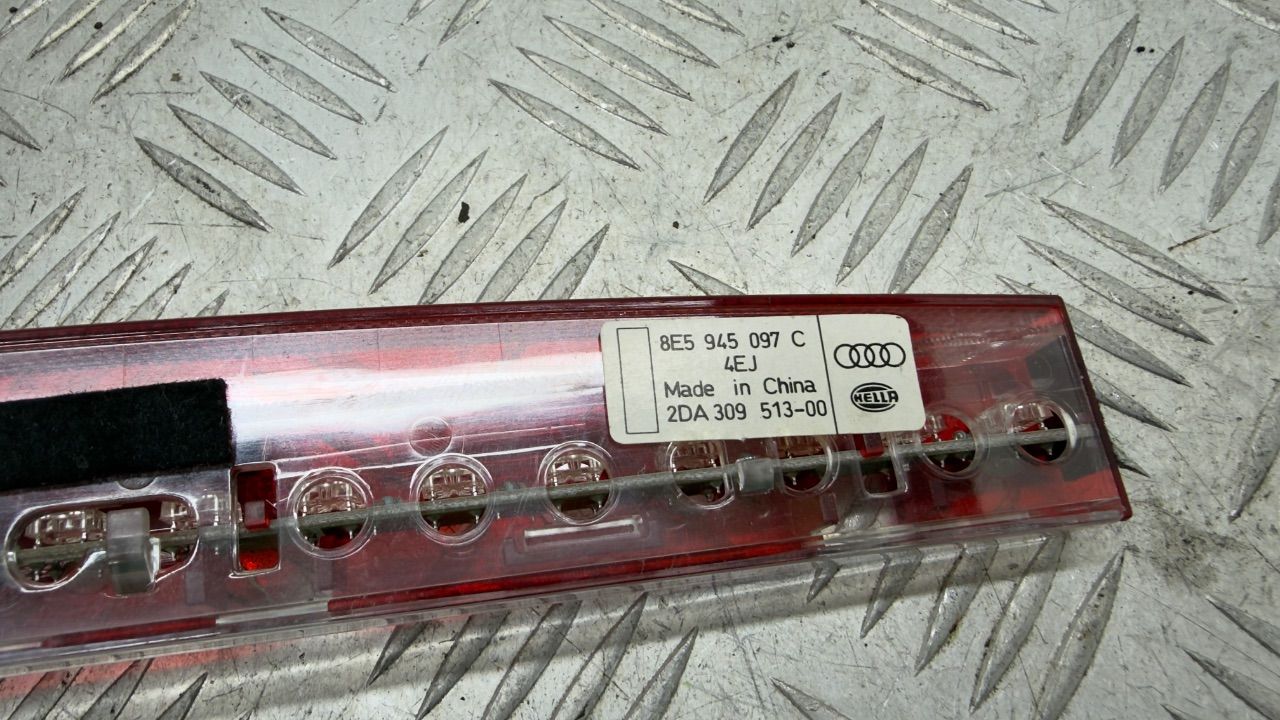 8E5 945 097 C
4EJ
Made in China
2DA 309 513-00
HELLA